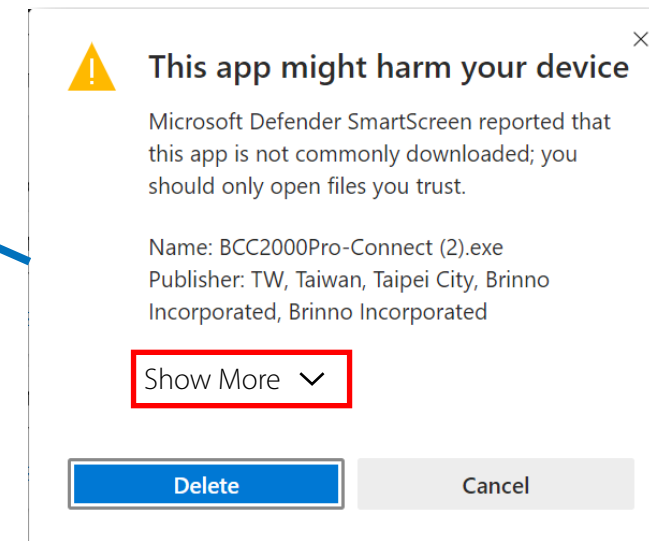 This app might harm your device
Microsoft Defender SmartScreen reported that
this app is not commonly downloaded; you
should only open files you trust.
Name: BCC2000Pro-Connect (2).exe
Publisher: TW, Taiwan, Taipei City, Brinno
Incorporated, Brinno Incorporated
Show More
Delete
Cancel